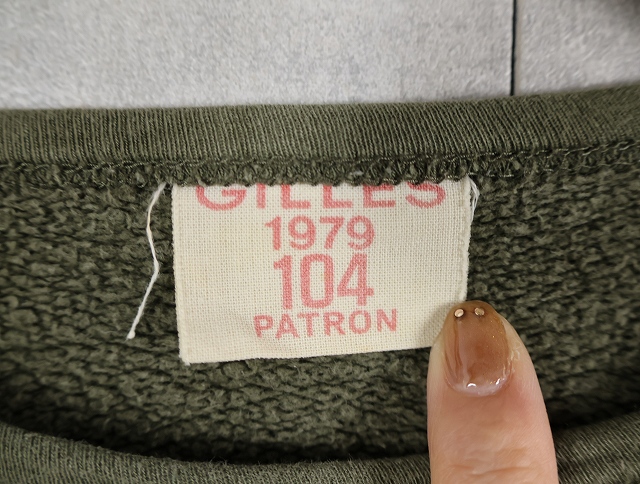 GILLES
1979
104
PATRON